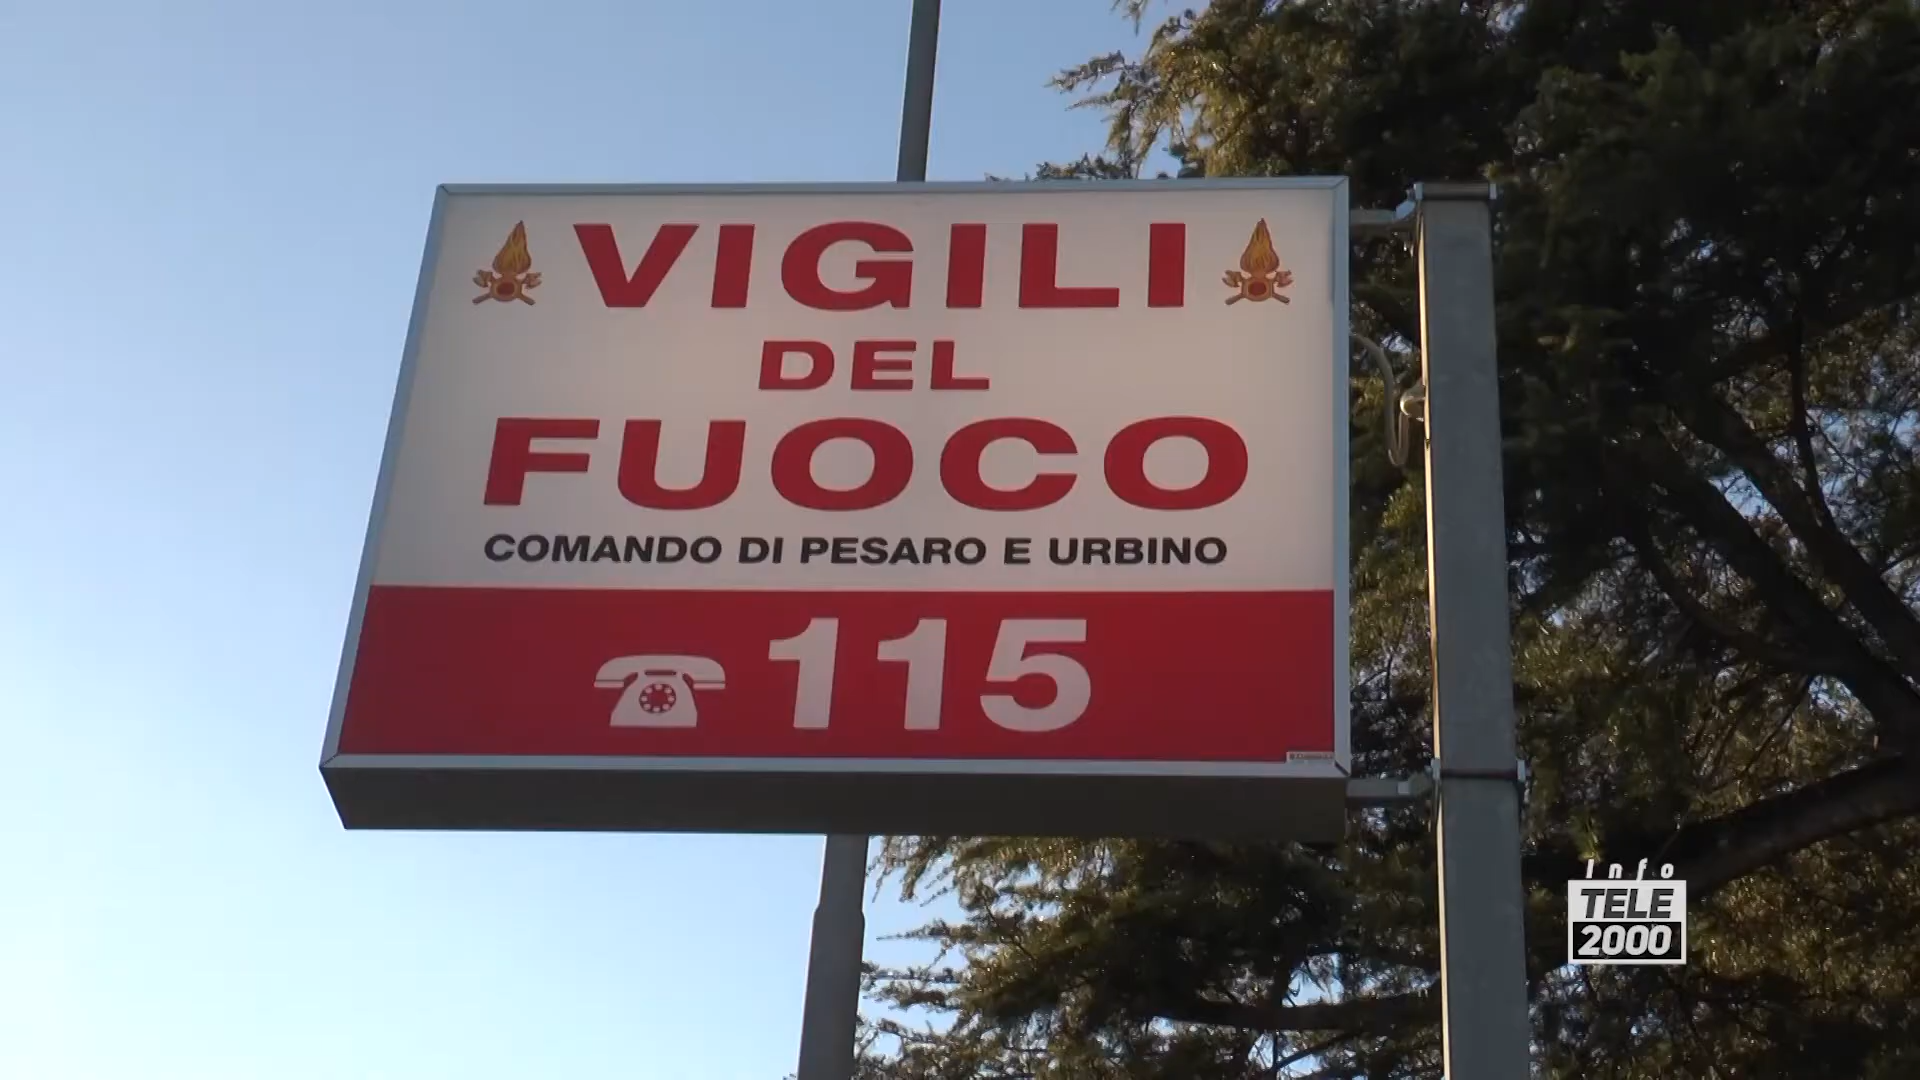 VIGILI
DEL
FUOCO
COMANDO DI PESARO E URBINO
115
Info
TELE
2000